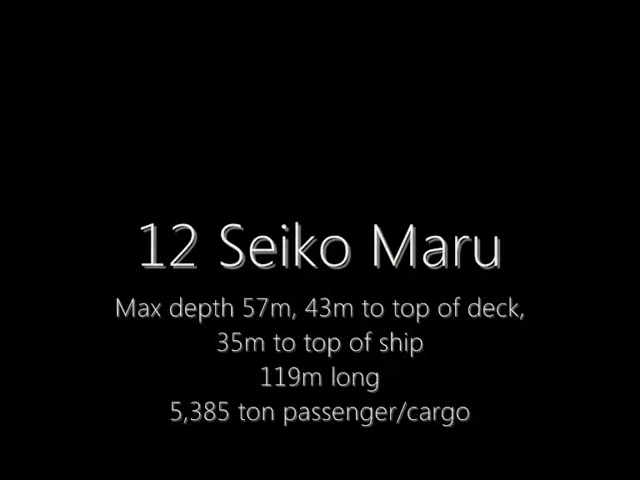 12 Seiko Maru
Max depth 57m, 43m to top of deck,
35m to top of ship
119m long
5,385 ton passenger/cargo